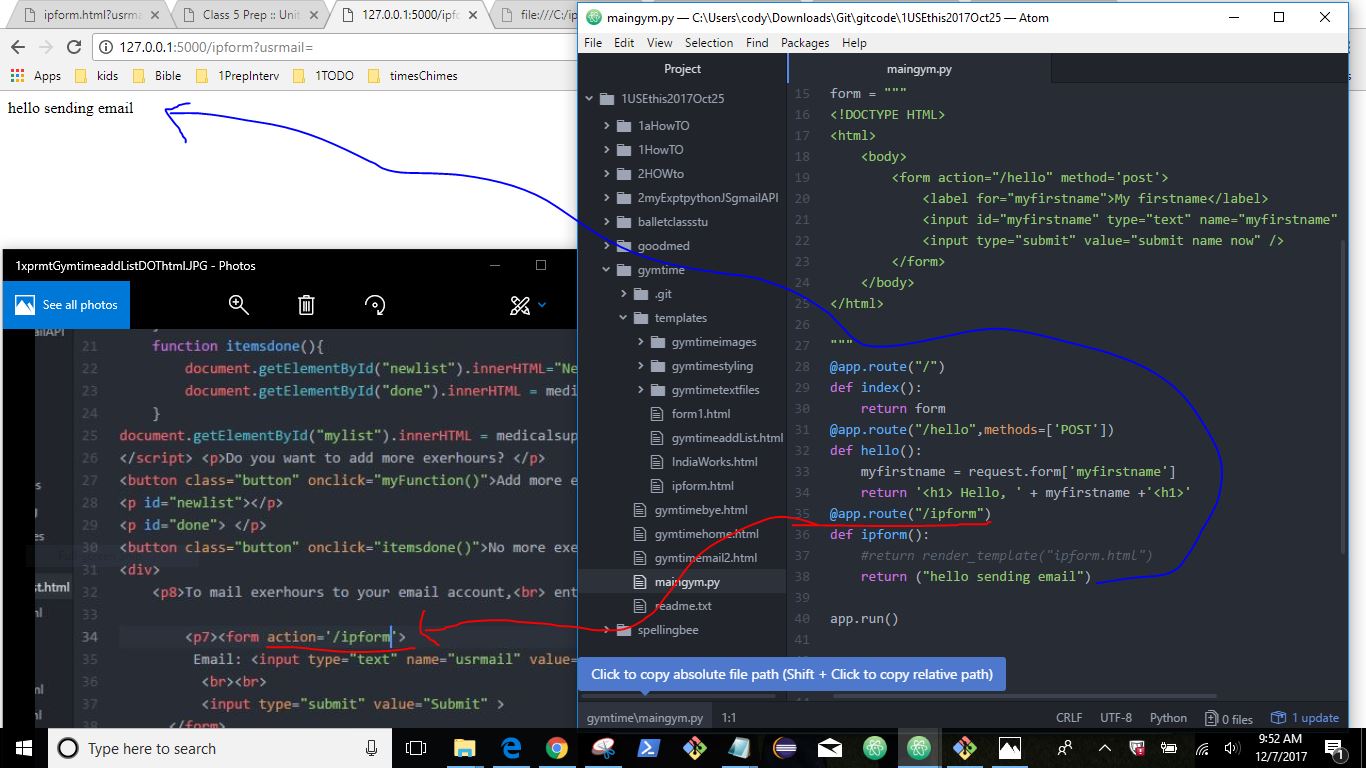 ipform.html?usrm
Class 5 Prep :: Unit
127.0.0.1:5000/ipfo
file:///C:/ip
127.0.0.1:5000/ipform?usrmail=
Apps kids Bible 1PrepInterv 1TODO timesChimes
hello sending email
1xprmtGymtimeaddListDOThtmlJPG - Photos
See all photos
21 function itemsdone(){
22 document.getElementById("newlist").innerHTML="Ne
23 document.getElementById("done").innerHTML = medi
24 }
25 document.getElementById("mylist").innerHTML = medicalsup
26 </script> <p>Do you want to add more exerhours? </p>
27 <button class="button" onclick="myFunction()">Add more e
28 <p id="newlist"></p>
29 <p id="done"> </p>
30 <button class="button" onclick="itemsdone()">No more exe
31 <div>
32 <p8>To mail exerhours to your email account,<br> ent
33
34 <p7><form action='/ipform'>
35 Email: <input type="text" name="usrmail" value=
36 <br><br>
37 <input type="submit" value="Submit" >
38 </form>
st.html
maingym.py — C:\Users\cody\Downloads\Git\gitcode\1USEthis2017Oct25 — Atom
File Edit View Selection Find Packages Help
Project
1USEthis2017Oct25
1aHowTO
1HowTO
2HOWto
2myExptpythonJSgmailAPI
balletclassstu
goodmed
gymtime
.git
templates
gymtimeimages
gymtimestyling
gymtimetextfiles
form1.html
gymtimeaddList.html
IndiaWorks.html
ipform.html
gymtimebye.html
gymtimehome.html
gymtimemail2.html
maingym.py
readme.txt
spellingbee
maingym.py
15 form = """
16 <!DOCTYPE HTML>
17 <html>
18 <body>
19 <form action="/hello" method='post'>
20 <label for="myfirstname">My firstname</label>
21 <input id="myfirstname" type="text" name="myfirstname"
22 <input type="submit" value="submit name now" />
23 </form>
24 </body>
25 </html>
26
27 """
28 @app.route("/")
29 def index():
30 return form
31 @app.route("/hello",methods=['POST'])
32 def hello():
33 myfirstname = request.form['myfirstname']
34 return '<h1> Hello, ' + myfirstname +'<h1>'
35 @app.route("/ipform")
36 def ipform():
37 #return render_template("ipform.html")
38 return ("hello sending email")
39
40 app.run()
41
Click to copy absolute file path (Shift + Click to copy relative path)
gymtime\maingym.py 1:1 CRLF UTF-8 Python 0 files 1 update
Type here to search
9:52 AM
12/7/2017
1